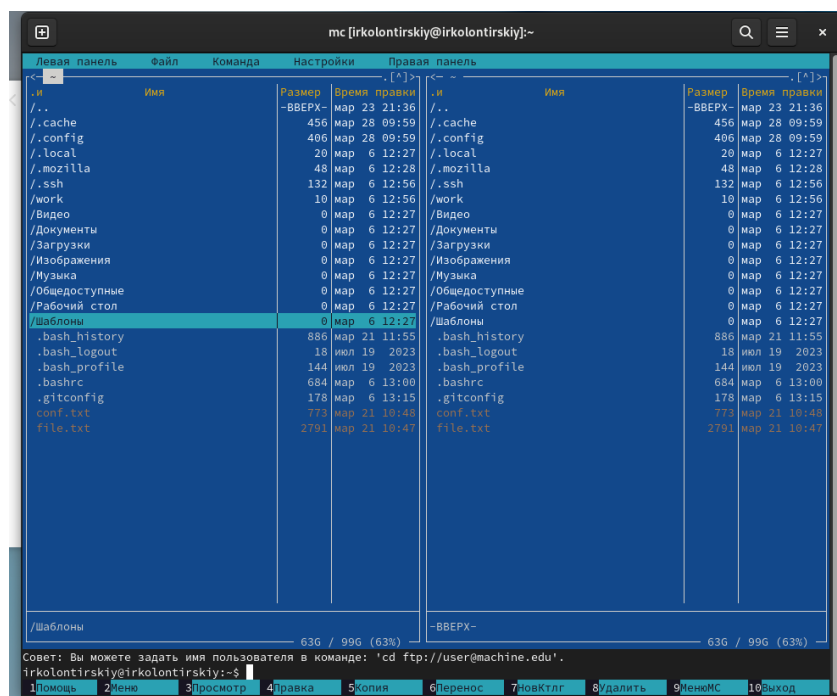 mc [irkolontirskiy@irkolontirskiy]:~
Левая панель Файл Команда Настройки Правая панель
<— ~ .[^]> <— ~ .[^]>
.и Имя Размер Время правки .и Имя Размер Время правки
/.. -ВВЕРХ- мар 23 21:36 /.. -ВВЕРХ- мар 23 21:36
/.cache 456 мар 28 09:59 /.cache 456 мар 28 09:59
/.config 406 мар 28 09:59 /.config 406 мар 28 09:59
/.local 20 мар 6 12:27 /.local 20 мар 6 12:27
/.mozilla 48 мар 6 12:28 /.mozilla 48 мар 6 12:28
/.ssh 132 мар 6 12:56 /.ssh 132 мар 6 12:56
/work 10 мар 6 12:56 /work 10 мар 6 12:56
/Видео 0 мар 6 12:27 /Видео 0 мар 6 12:27
/Документы 0 мар 6 12:27 /Документы 0 мар 6 12:27
/Загрузки 0 мар 6 12:27 /Загрузки 0 мар 6 12:27
/Изображения 0 мар 6 12:27 /Изображения 0 мар 6 12:27
/Музыка 0 мар 6 12:27 /Музыка 0 мар 6 12:27
/Общедоступные 0 мар 6 12:27 /Общедоступные 0 мар 6 12:27
/Рабочий стол 0 мар 6 12:27 /Рабочий стол 0 мар 6 12:27
/Шаблоны 0 мар 6 12:27 /Шаблоны 0 мар 6 12:27
.bash_history 886 мар 21 11:55 .bash_history 886 мар 21 11:55
.bash_logout 18 июл 19 2023 .bash_logout 18 июл 19 2023
.bash_profile 144 июл 19 2023 .bash_profile 144 июл 19 2023
.bashrc 684 мар 6 13:00 .bashrc 684 мар 6 13:00
.gitconfig 178 мар 6 13:15 .gitconfig 178 мар 6 13:15
conf.txt 773 мар 21 10:48 conf.txt 773 мар 21 10:48
file.txt 2791 мар 21 10:47 file.txt 2791 мар 21 10:47
/Шаблоны -ВВЕРХ-
63G / 99G (63%) 63G / 99G (63%)
Совет: Вы можете задать имя пользователя в команде: 'cd ftp://user@machine.edu'.
irkolontirskiy@irkolontirskiy:~$
1Помощь 2Меню 3Просмотр 4Правка 5Копия 6Перенос 7НовКтлг 8Удалить 9МенюМС 10Выход